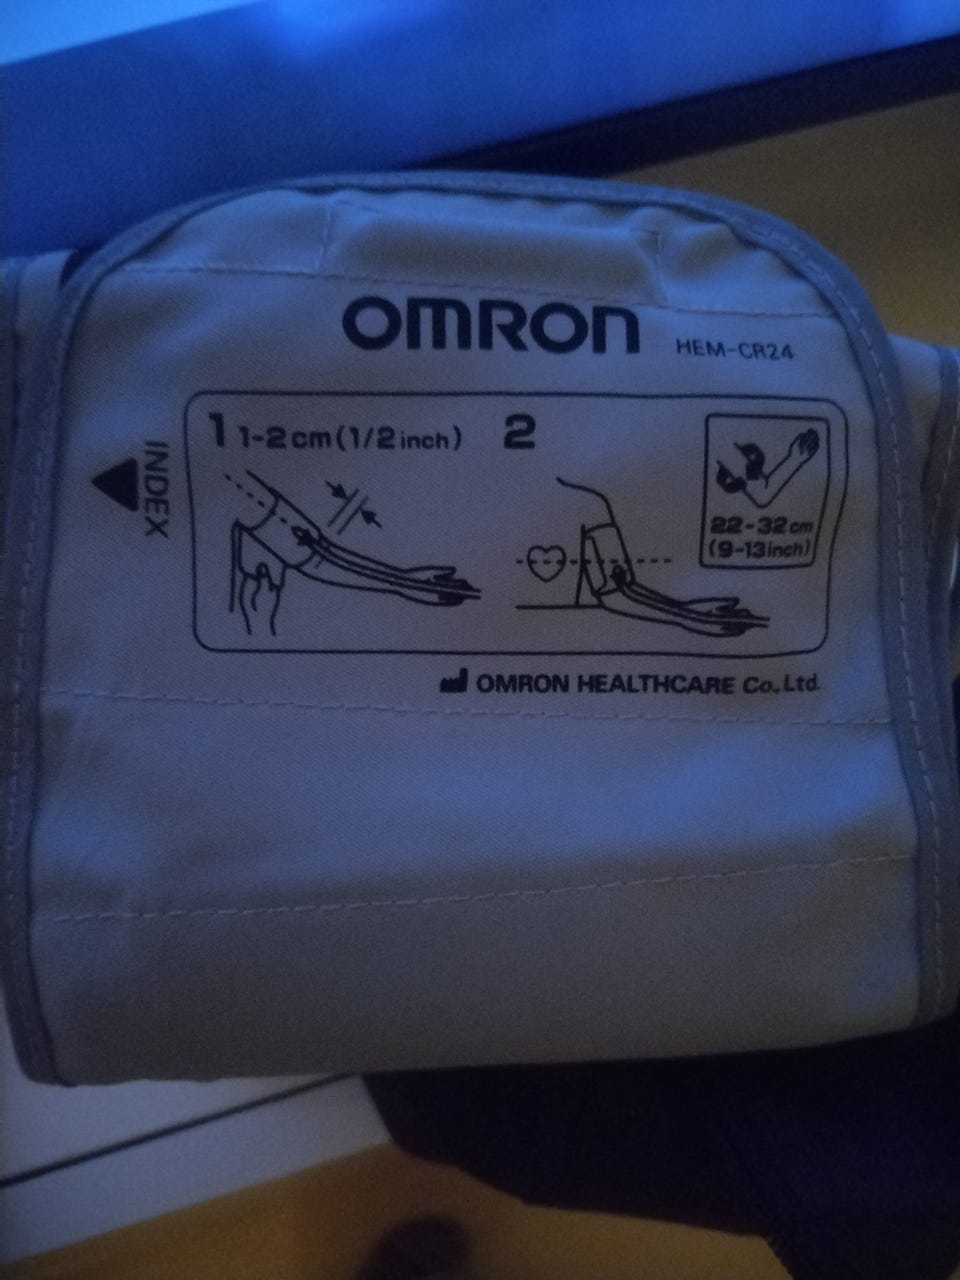 OMRON
HEM-CR24
INDEX
1 1-2cm(1/2inch)
2
22-32cm
(9-13inch)
OMRON HEALTHCARE Co.,Ltd.